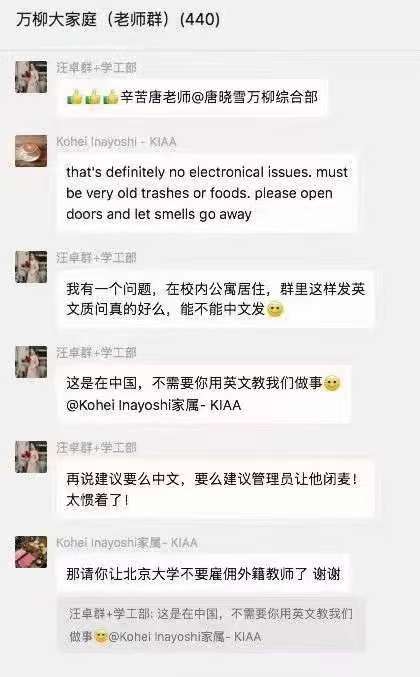 万柳大家庭（老师群）(440)
汪卓群+学工部
👍👍👍辛苦唐老师@唐晓雪万柳综合部
Kohei Inayoshi - KIAA
that's definitely no electronical issues. must
be very old trashes or foods. please open
doors and let smells go away
汪卓群+学工部
我有一个问题，在校内公寓居住，群里这样发英
文质问真的好么，能不能中文发🙂
汪卓群+学工部
这是在中国，不需要你用英文教我们做事🙂
@Kohei Inayoshi家属- KIAA
汪卓群+学工部
再说建议要么中文，要么建议管理员让他闭麦！
太惯着了！
Kohei Inayoshi家属- KIAA
那请你让北京大学不要雇佣外籍教师了 谢谢
汪卓群+学工部: 这是在中国，不需要你用英文教我们
做事🙂@Kohei Inayoshi家属- KIAA